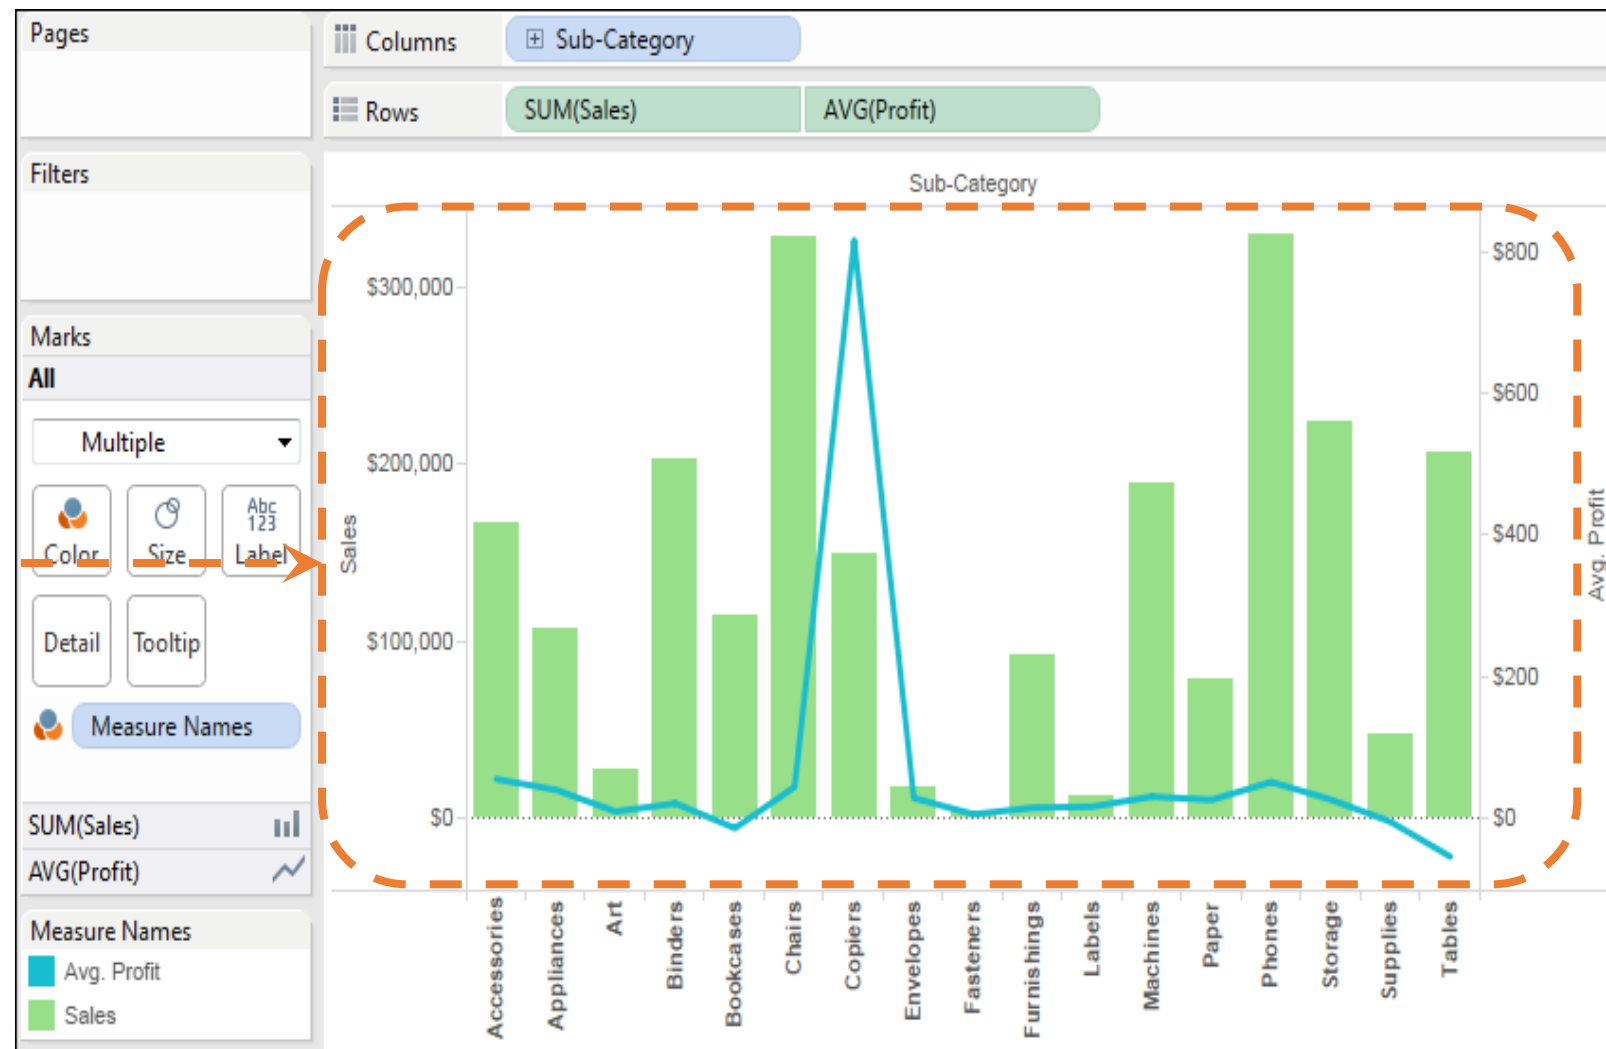 Pages
Columns
Sub-Category
Rows
SUM(Sales)
AVG(Profit)
Filters
Marks
All
Multiple
Color
Size
Abc
123
Label
Detail
Tooltip
Measure Names
SUM(Sales)
AVG(Profit)
Measure Names
Avg. Profit
Sales
Sub-Category
$300,000
$200,000
$100,000
$0
Sales
$800
$600
$400
$200
$0
Avg. Profit
Accessories
Appliances
Art
Binders
Bookcases
Chairs
Copiers
Envelopes
Fasteners
Furnishings
Labels
Machines
Paper
Phones
Storage
Supplies
Tables